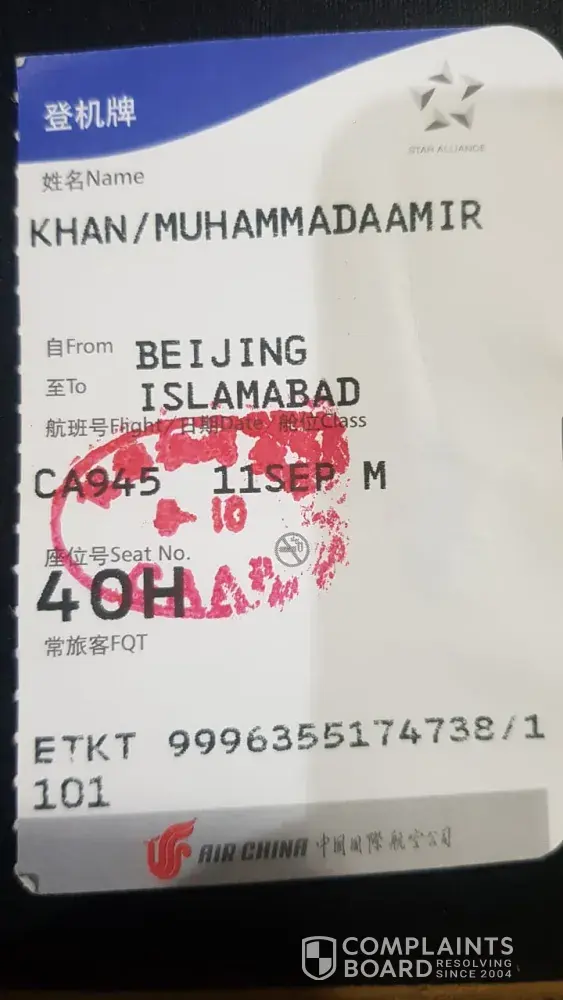 登机牌
STAR ALLIANCE
姓名Name
KHAN/MUHAMMADAAMIR
自From BEIJING
至To ISLAMABAD
航班号Flight/日期Date/舱位Class
CA945 11SEP M
10
座位号Seat No.
40H
常旅客FQT
ETKT 9996355174738/1
101
AIR CHINA 中国国際航空公司
COMPLAINTS
BOARD RESOLVING
SINCE 2004